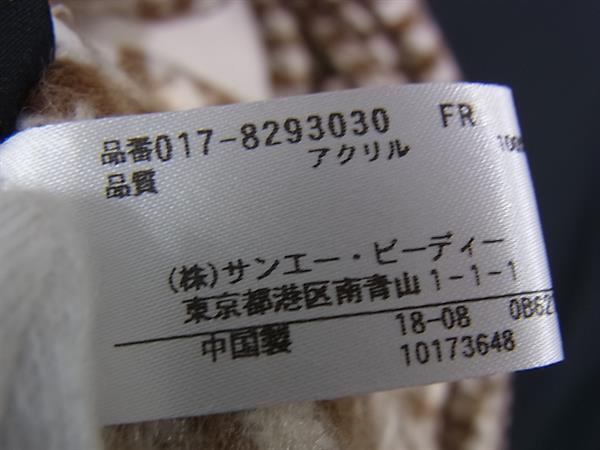 品番017-8293030 FR
アクリル 100
品質
(株)サンエー・ビーディー
東京都港区南青山1-1-1
中国製 18-08 0862
10173648